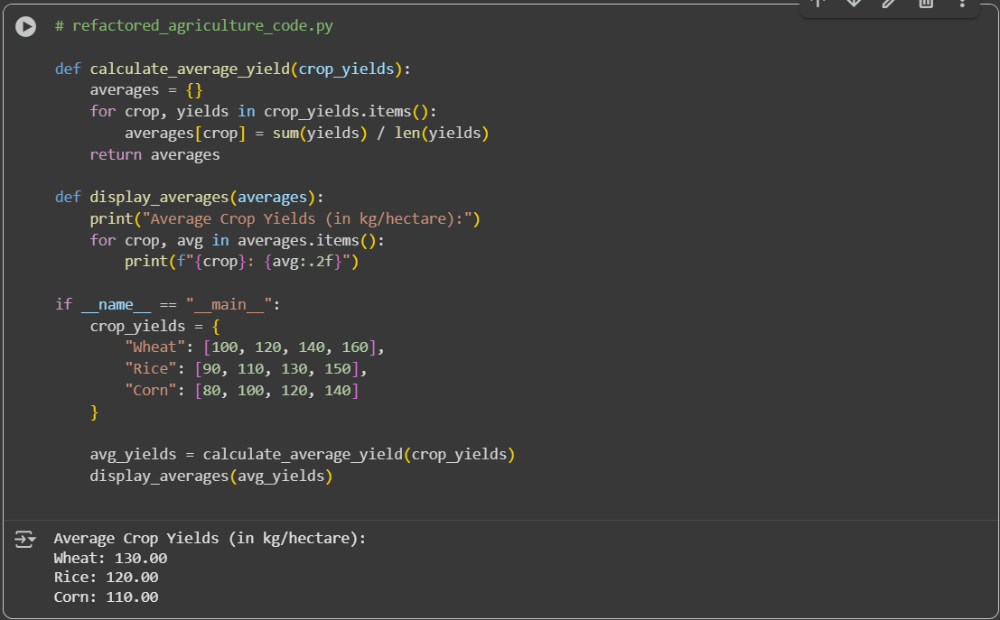 # refactored_agriculture_code.py

def calculate_average_yield(crop_yields):
    averages = {}
    for crop, yields in crop_yields.items():
        averages[crop] = sum(yields) / len(yields)
    return averages

def display_averages(averages):
    print("Average Crop Yields (in kg/hectare):")
    for crop, avg in averages.items():
        print(f"{crop}: {avg:.2f}")

if __name__ == "__main__":
    crop_yields = {
        "Wheat": [100, 120, 140, 160],
        "Rice": [90, 110, 130, 150],
        "Corn": [80, 100, 120, 140]
    }

    avg_yields = calculate_average_yield(crop_yields)
    display_averages(avg_yields)

Average Crop Yields (in kg/hectare):
Wheat: 130.00
Rice: 120.00
Corn: 110.00